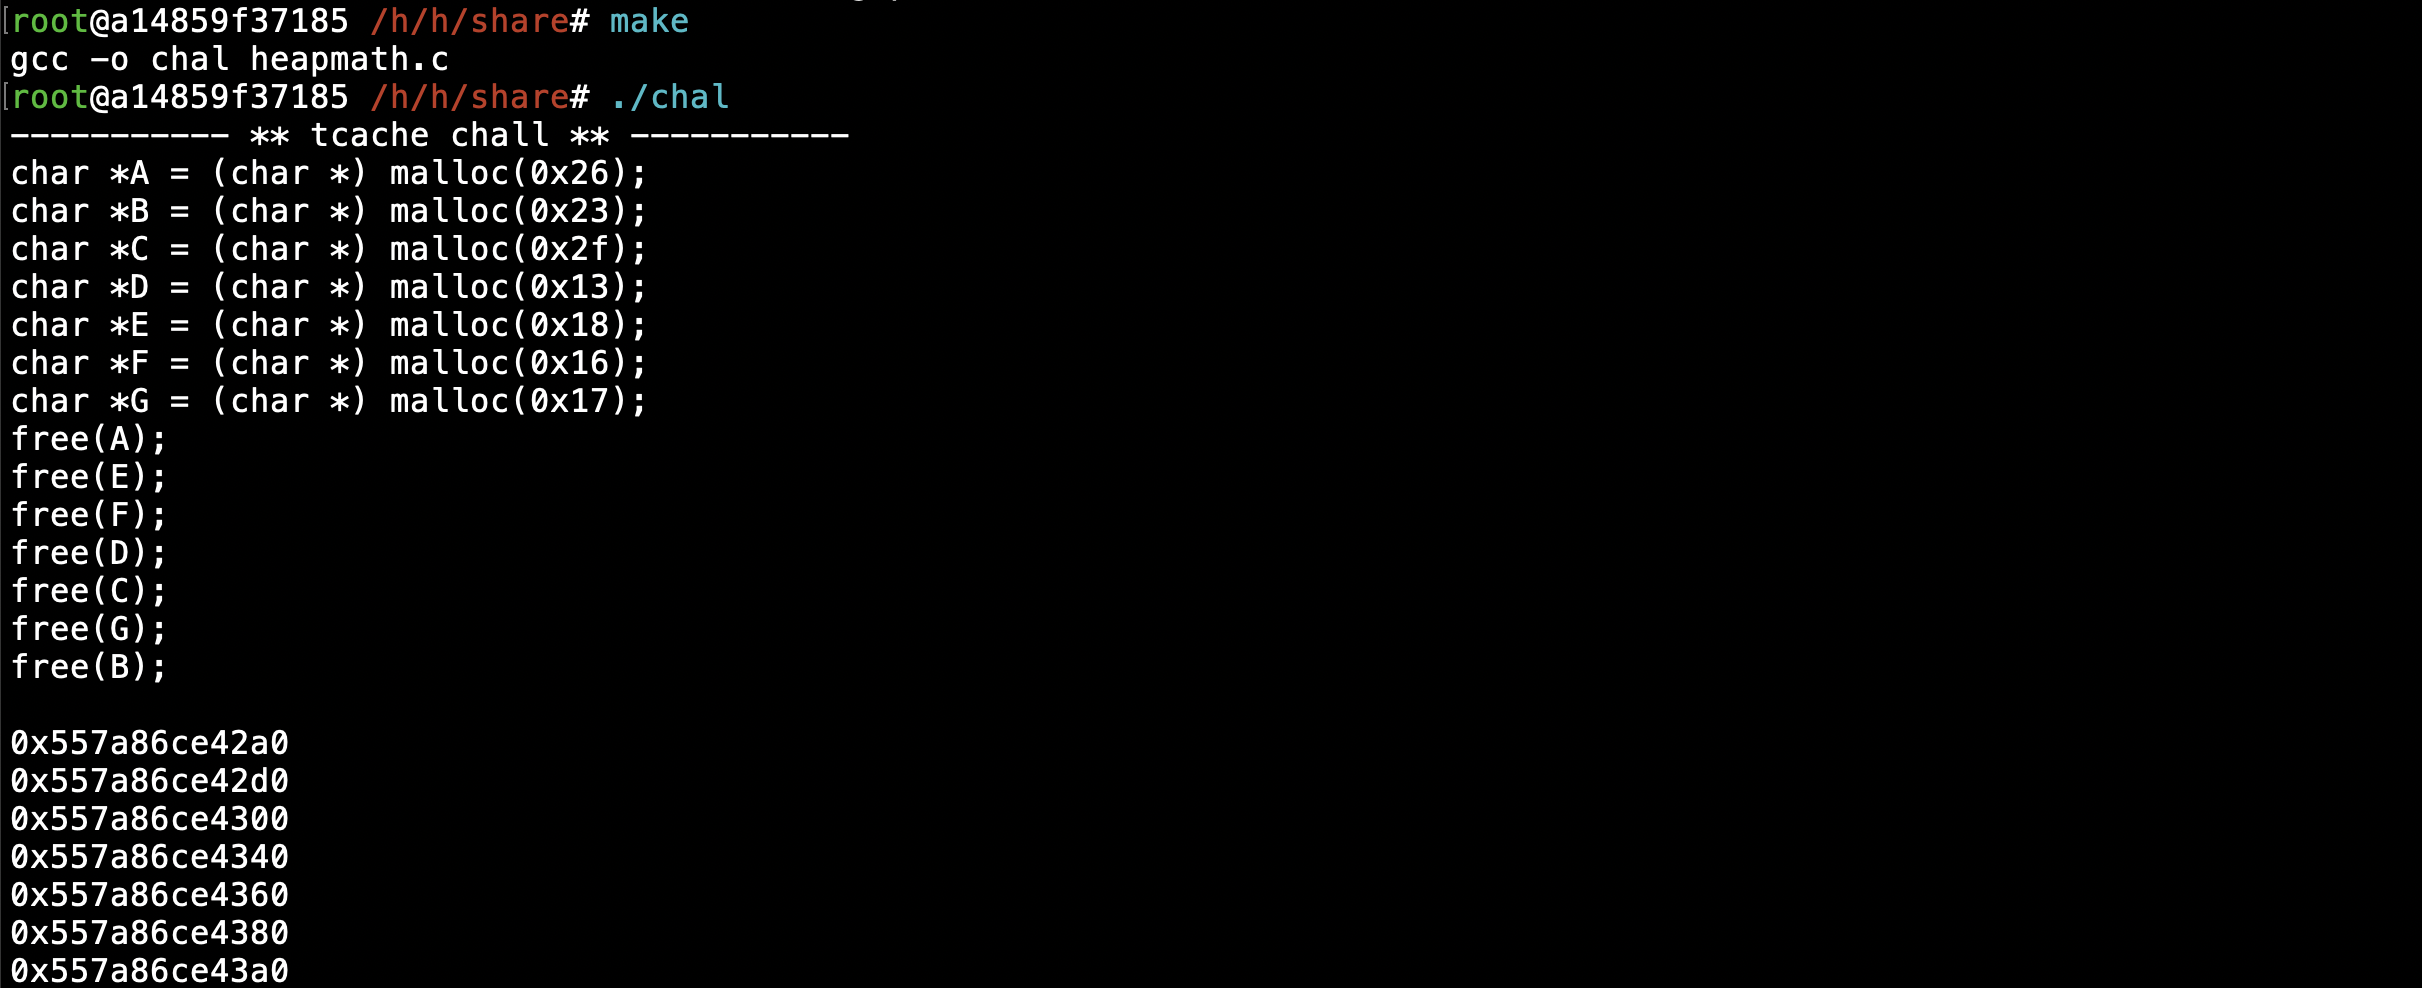 root@a14859f37185 /h/h/share# make
gcc -o chal heapmath.c
root@a14859f37185 /h/h/share# ./chal
----------- ** tcache chall ** -----------
char *A = (char *) malloc(0x26);
char *B = (char *) malloc(0x23);
char *C = (char *) malloc(0x2f);
char *D = (char *) malloc(0x13);
char *E = (char *) malloc(0x18);
char *F = (char *) malloc(0x16);
char *G = (char *) malloc(0x17);
free(A);
free(E);
free(F);
free(D);
free(C);
free(G);
free(B);
0x557a86ce42a0
0x557a86ce42d0
0x557a86ce4300
0x557a86ce4340
0x557a86ce4360
0x557a86ce4380
0x557a86ce43a0